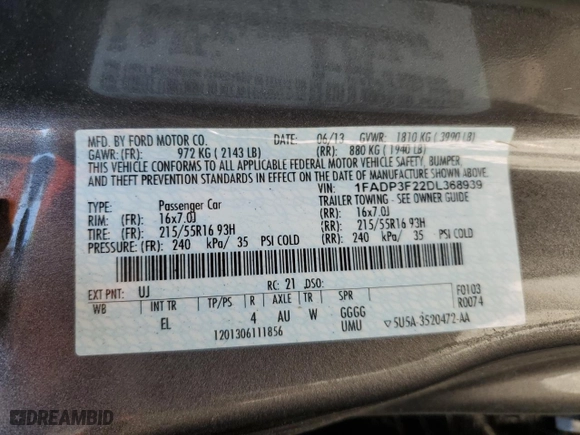 MFD. BY FORD MOTOR CO. DATE: 06/13 GVWR: 1810 KG ( 3990 LB)
GAWR: (FR): 972 KG ( 2143 LB) (RR): 880 KG ( 1940 LB)
THIS VEHICLE CONFORMS TO ALL APPLICABLE FEDERAL MOTOR VEHICLE SAFETY, BUMPER,
AND THEFT PREVENTION STANDARDS IN EFFECT ON THE DATE OF MANUFACTURE SHOWN ABOVE.
VIN: 1FADP3F22DL368939
TYPE: Passenger Car TRAILER TOWING - SEE OWNER GUIDE
RIM: (FR): 16x7.0J (RR): 16x7.0J
TIRE: (FR): 215/55R16 93H (RR): 215/55R16 93H
PRESSURE: (FR): 240 kPa/ 35 PSI COLD (RR): 240 kPa/ 35 PSI COLD
EXT PNT: UJ RC: 21 DSO: F0103
WB INT TR TP/PS R AXLE TR SPR R0074
EL 4 AU W GGGG
1201306111856 UMU ▽5U5A-3520472-AA
DREAMBID